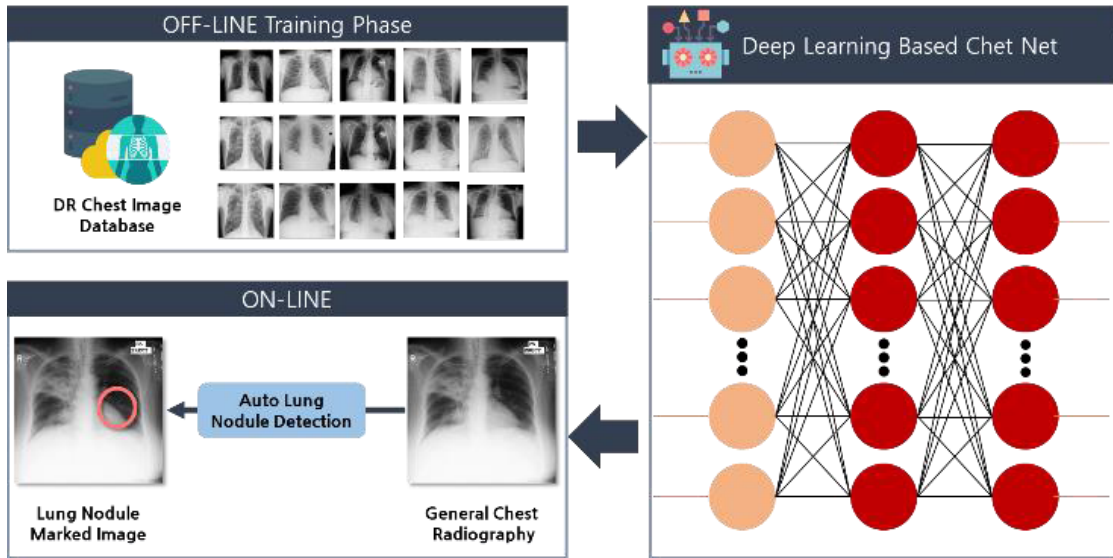 OFF-LINE Training Phase
DR Chest Image
Database
Deep Learning Based Chet Net
ON-LINE
R
Auto Lung
Nodule Detection
R
Lung Nodule
Marked Image
General Chest
Radiography